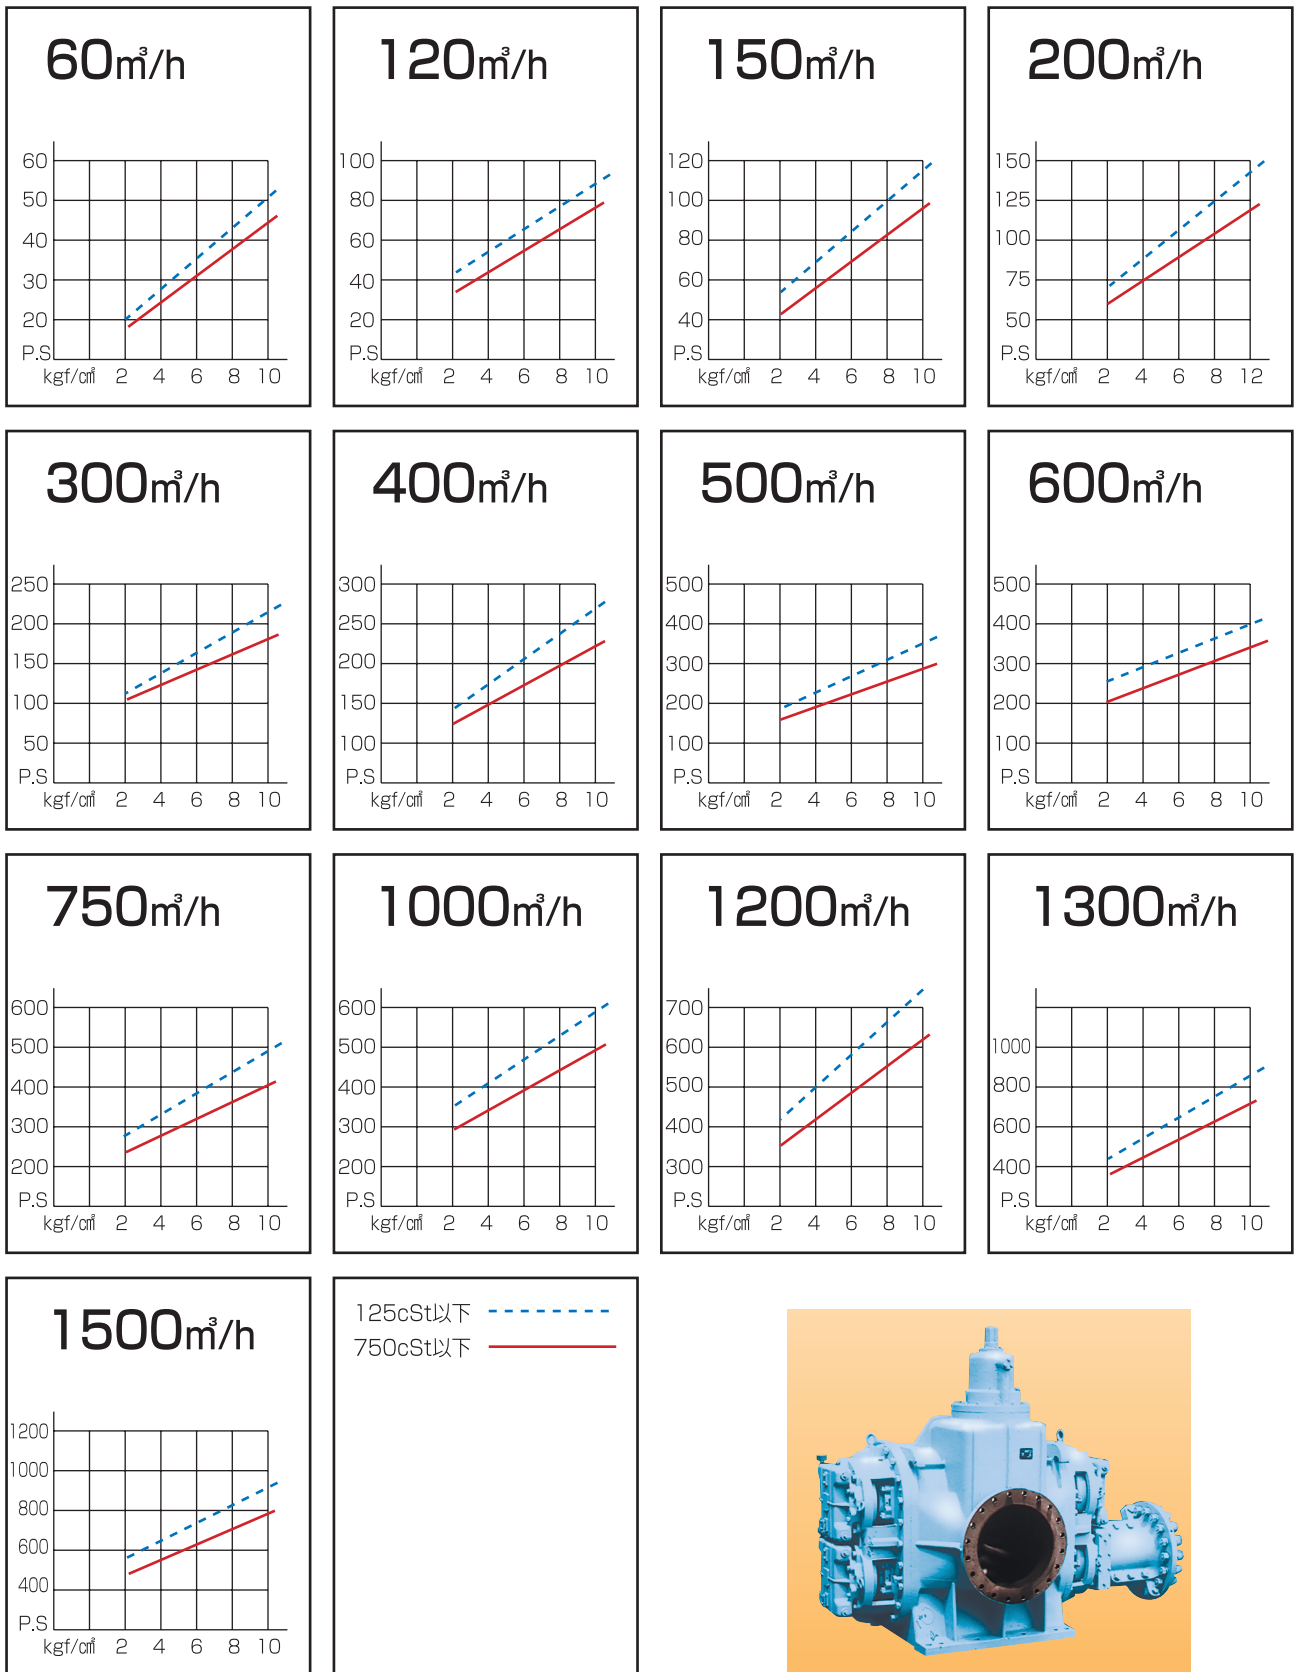 60㎥/h
60
50
40
30
20
P.S
kgf/c㎡ 2 4 6 8 10
120㎥/h
100
80
60
40
20
P.S
kgf/c㎡ 2 4 6 8 10
150㎥/h
120
100
80
60
40
P.S
kgf/c㎡ 2 4 6 8 10
200㎥/h
150
125
100
75
50
P.S
kgf/c㎡ 2 4 6 8 12
300㎥/h
250
200
150
100
50
P.S
kgf/c㎡ 2 4 6 8 10
400㎥/h
300
250
200
150
100
P.S
kgf/c㎡ 2 4 6 8 10
500㎥/h
500
400
300
200
100
P.S
kgf/c㎡ 2 4 6 8 10
600㎥/h
500
400
300
200
100
P.S
kgf/c㎡ 2 4 6 8 10
750㎥/h
600
500
400
300
200
P.S
kgf/c㎡ 2 4 6 8 10
1000㎥/h
600
500
400
300
200
P.S
kgf/c㎡ 2 4 6 8 10
1200㎥/h
700
600
500
400
300
P.S
kgf/c㎡ 2 4 6 8 10
1300㎥/h
1000
800
600
400
P.S
kgf/c㎡ 2 4 6 8 10
1500㎥/h
1200
1000
800
600
400
P.S
kgf/c㎡ 2 4 6 8 10
125cSt以下
750cSt以下